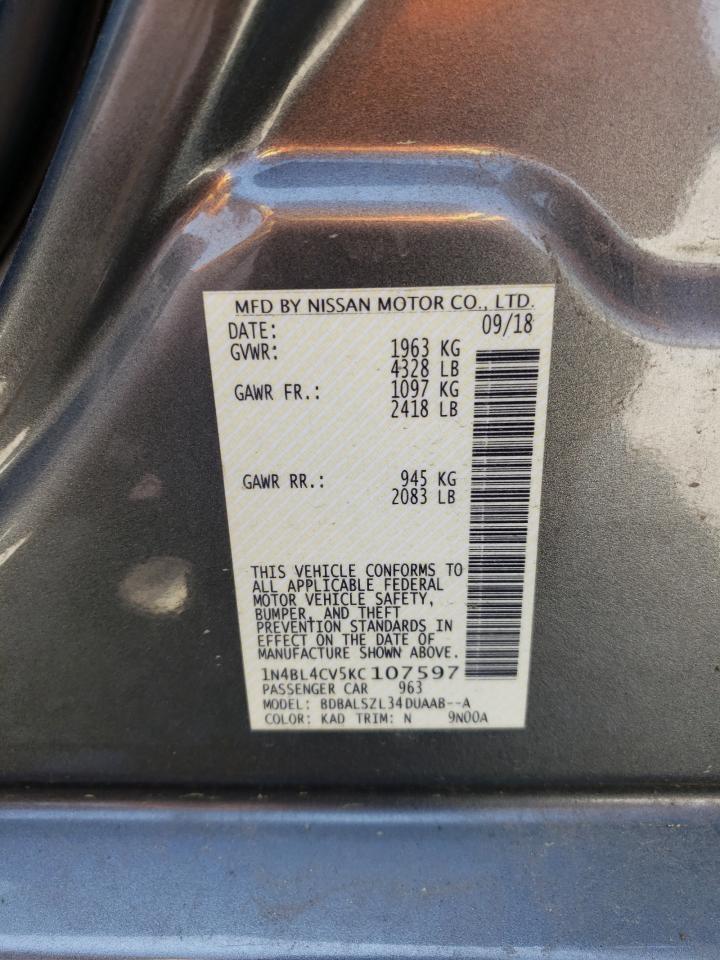 MFD BY NISSAN MOTOR CO., LTD.
DATE: 09/18
GVWR: 1963 KG
4328 LB
GAWR FR.: 1097 KG
2418 LB
GAWR RR.: 945 KG
2083 LB
THIS VEHICLE CONFORMS TO
ALL APPLICABLE FEDERAL
MOTOR VEHICLE SAFETY,
BUMPER, AND THEFT
PREVENTION STANDARDS IN
EFFECT ON THE DATE OF
MANUFACTURE SHOWN ABOVE.
1N4BL4CV5KC107597
PASSENGER CAR 963
MODEL: BDBALSZL34DUAAB--A
COLOR: KAD TRIM: N 9N00A